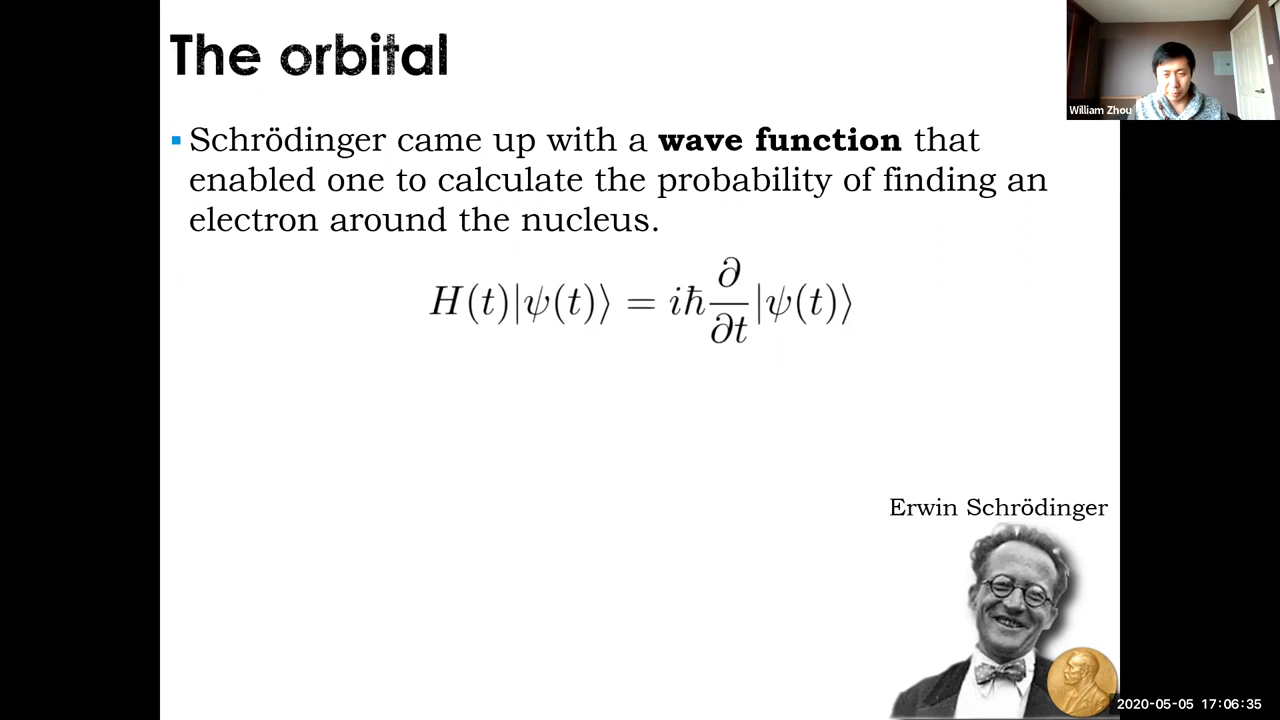 The orbital
William Zhou
▪ Schrödinger came up with a wave function that
enabled one to calculate the probability of finding an
electron around the nucleus.
H(t)|ψ(t)⟩ = iħ ∂/∂t |ψ(t)⟩
Erwin Schrödinger
2020-05-05 17:06:35